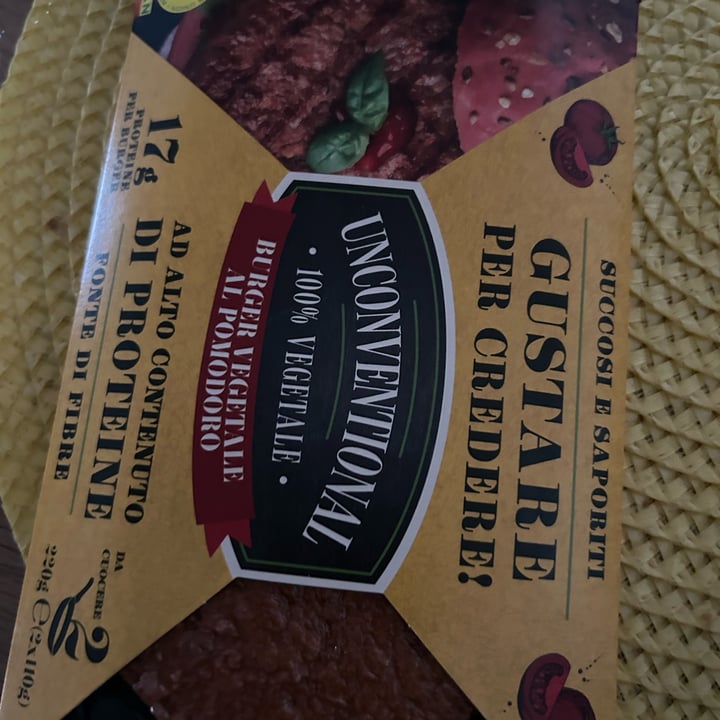 SUCCOSI E SAPORITI
GUSTARE
PER CREDERE!
UNCONVENTIONAL
• 100% VEGETALE •
BURGER VEGETALE
AL POMODORO
17g
PROTEINE
PER BURGER
AD ALTO CONTENUTO
DI PROTEINE
FONTE DI FIBRE
2
DA
CUOCERE
220g ℮ (2x110g)